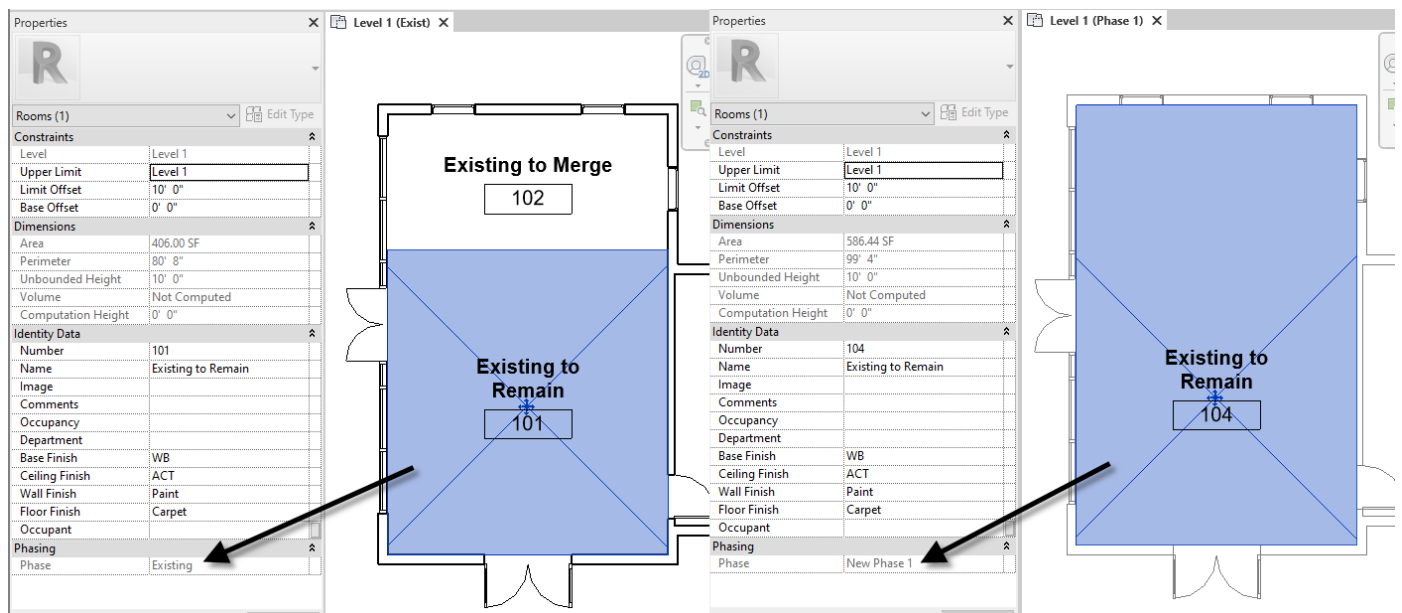 Properties
Level 1 (Exist)
R
2D
Rooms (1) Edit Type
Constraints
Level Level 1
Upper Limit Level 1
Limit Offset 10' 0"
Base Offset 0' 0"
Dimensions
Area 406.00 SF
Perimeter 80' 8"
Unbounded Height 10' 0"
Volume Not Computed
Computation Height 0' 0"
Identity Data
Number 101
Name Existing to Remain
Image
Comments
Occupancy
Department
Base Finish WB
Ceiling Finish ACT
Wall Finish Paint
Floor Finish Carpet
Occupant
Phasing
Phase Existing
Existing to Merge
102
Existing to
Remain
101
Properties
Level 1 (Phase 1)
R
Rooms (1) Edit Type
Constraints
Level Level 1
Upper Limit Level 1
Limit Offset 10' 0"
Base Offset 0' 0"
Dimensions
Area 586.44 SF
Perimeter 99' 4"
Unbounded Height 10' 0"
Volume Not Computed
Computation Height 0' 0"
Identity Data
Number 104
Name Existing to Remain
Image
Comments
Occupancy
Department
Base Finish WB
Ceiling Finish ACT
Wall Finish Paint
Floor Finish Carpet
Occupant
Phasing
Phase New Phase 1
Existing to
Remain
104